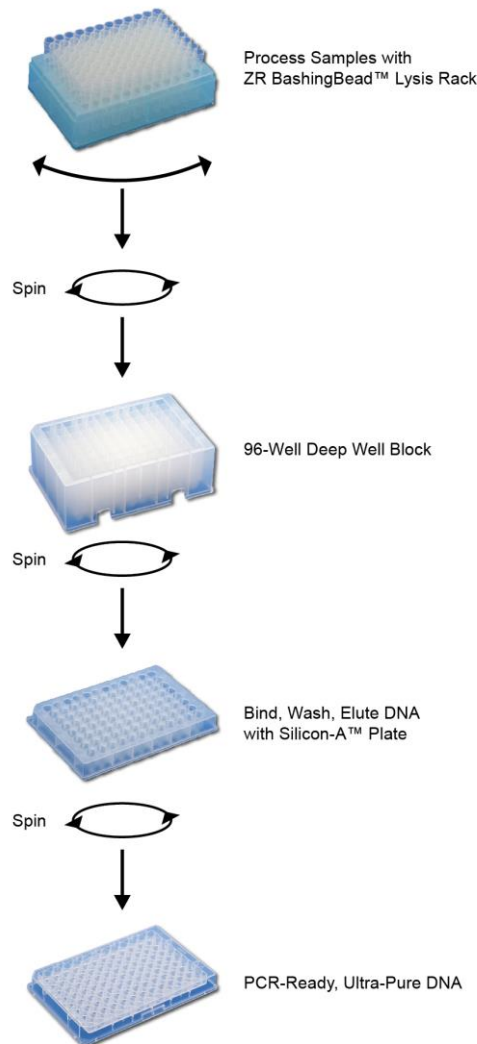 Process Samples with
ZR BashingBead™ Lysis Rack
Spin
96-Well Deep Well Block
Spin
Bind, Wash, Elute DNA
with Silicon-A™ Plate
Spin
PCR-Ready, Ultra-Pure DNA